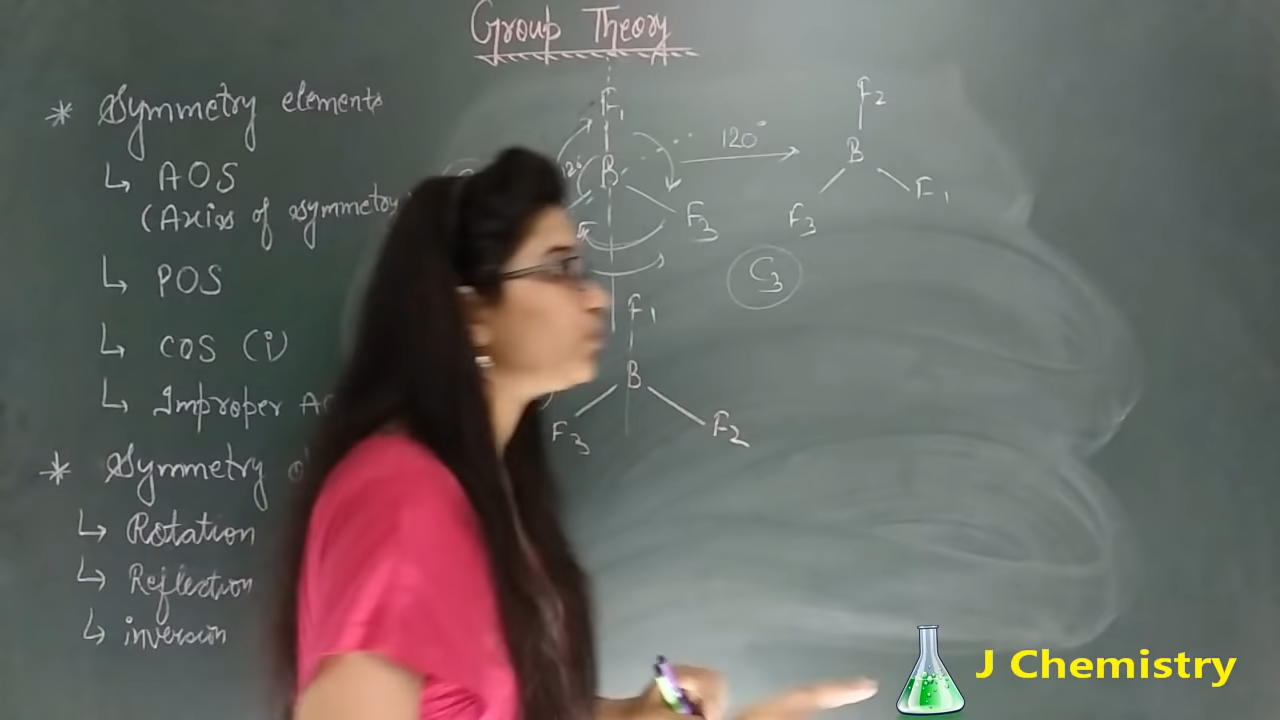 Group Theory
* Symmetry elements
↳ AOS
(Axis of symmetry
↳ POS
↳ COS (i)
↳ Improper
* Symmetry
↳ Rotation
↳ Reflection
↳ inversion
F1
B
F3
120°
F2
B
F3 F1
C3
F1
B
F3 F2
J Chemistry